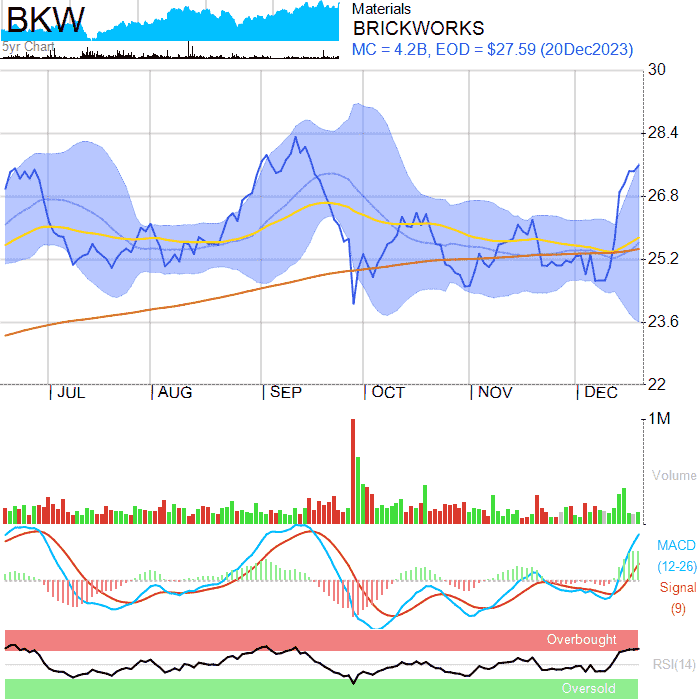 BKW
5yr Chart
Materials
BRICKWORKS
MC = 4.2B, EOD = $27.59 (20Dec2023)
30
28.4
26.8
25.2
23.6
22
JUL AUG SEP OCT NOV DEC
1M
Volume
MACD
(12-26)
Signal
(9)
Overbought
RSI(14)
Oversold